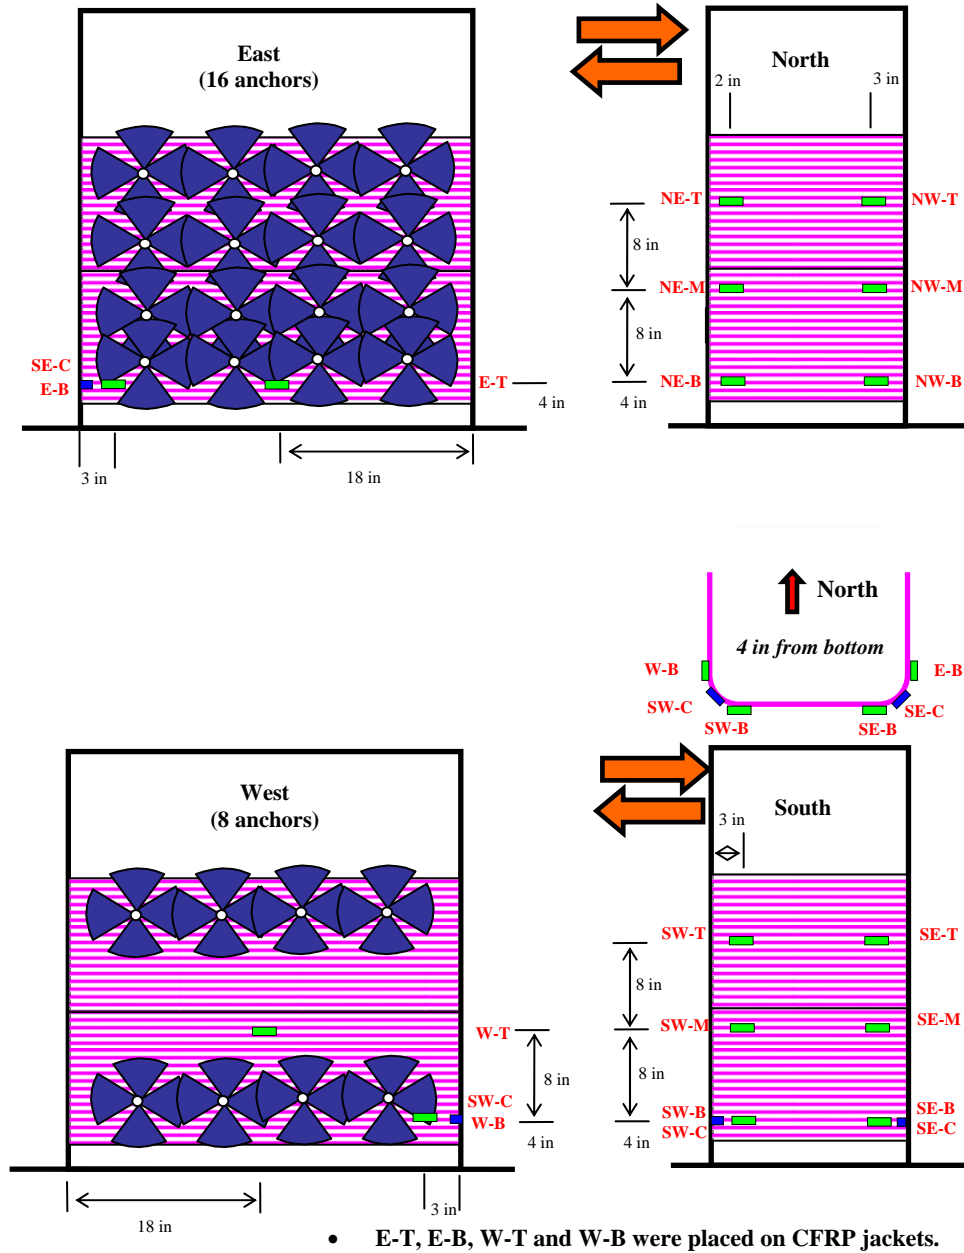 East
(16 anchors)
SE-C
E-B
E-T
4 in
3 in
18 in
North
2 in
3 in
NE-T
NW-T
8 in
NE-M
NW-M
8 in
NE-B
NW-B
4 in
North
4 in from bottom
W-B
E-B
SW-C
SE-C
SW-B
SE-B
West
(8 anchors)
W-T
8 in
SW-C
W-B
4 in
3 in
18 in
South
3 in
SW-T
SE-T
8 in
SW-M
SE-M
8 in
SW-B
SE-B
SW-C
SE-C
4 in
• E-T, E-B, W-T and W-B were placed on CFRP jackets.